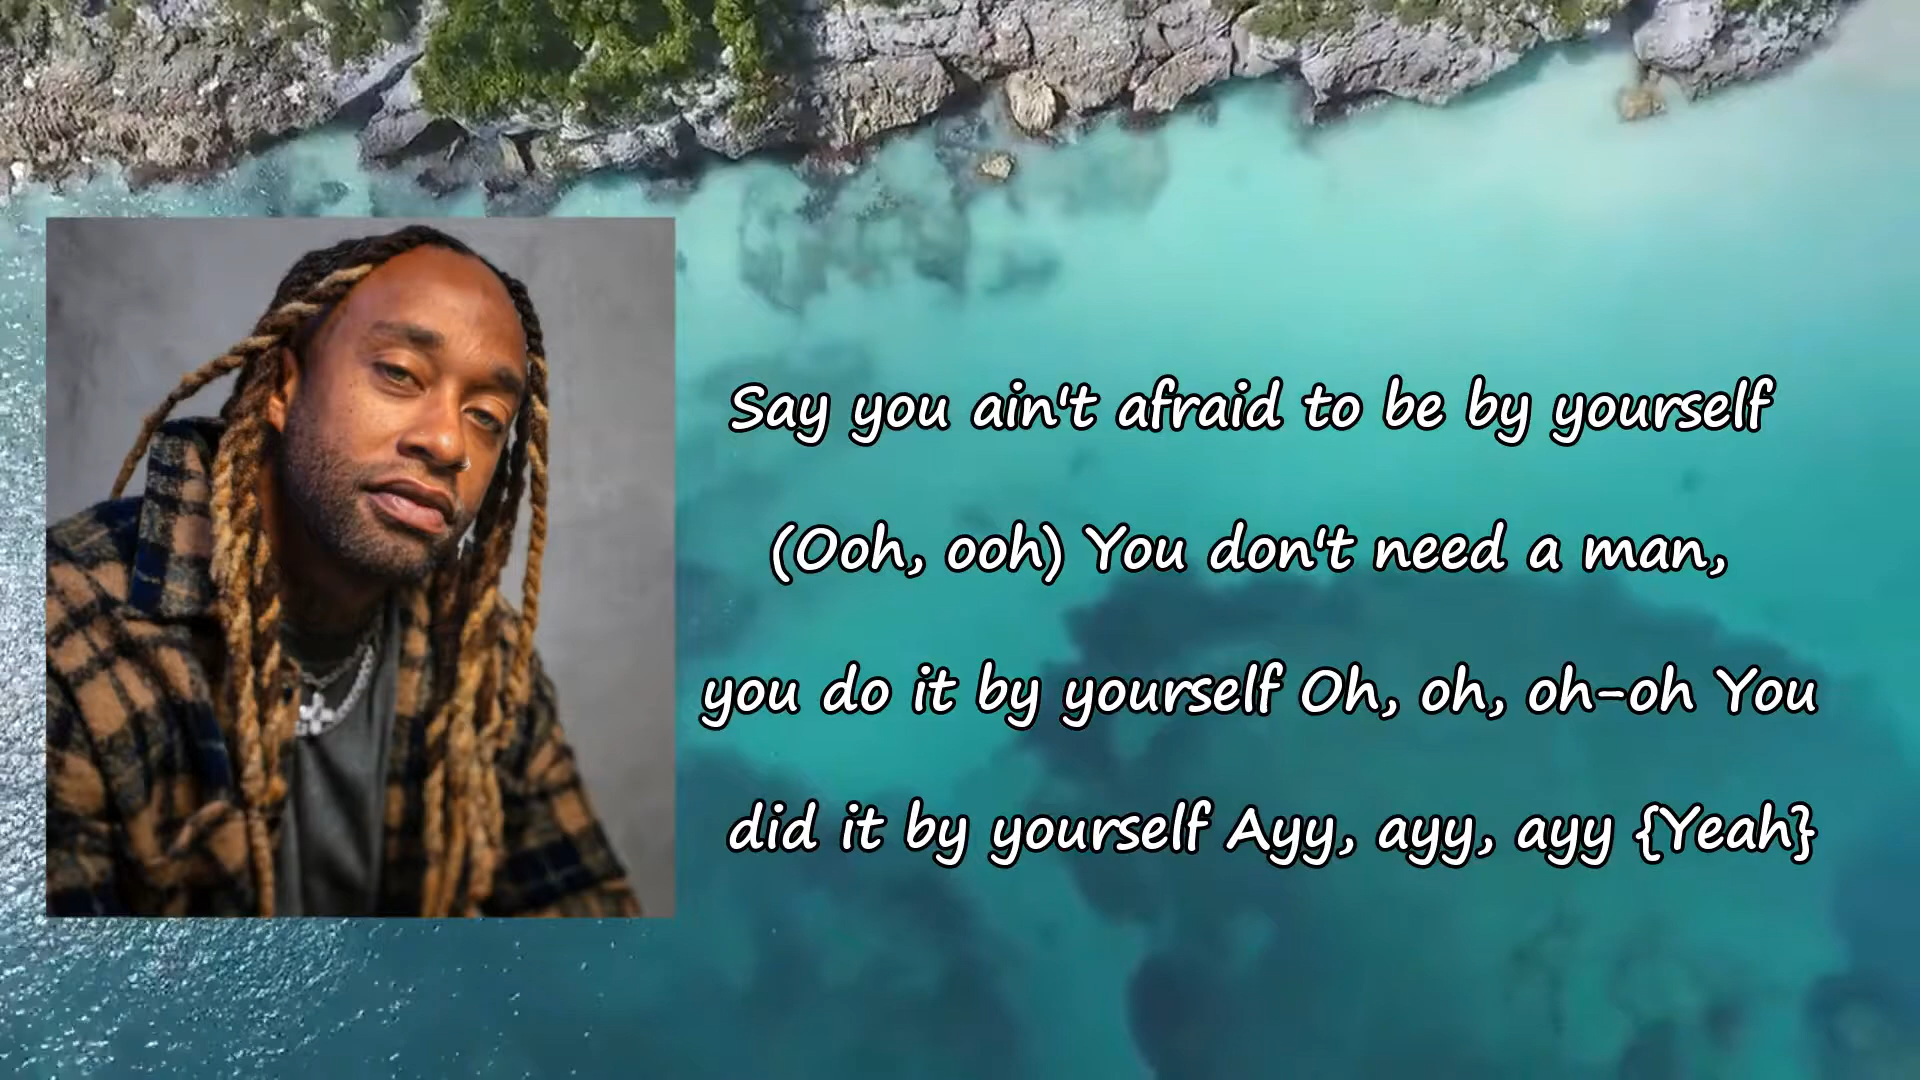 Say you ain't afraid to be by yourself
(Ooh, ooh) You don't need a man,
you do it by yourself Oh, oh, oh-oh You
did it by yourself Ayy, ayy, ayy {Yeah}